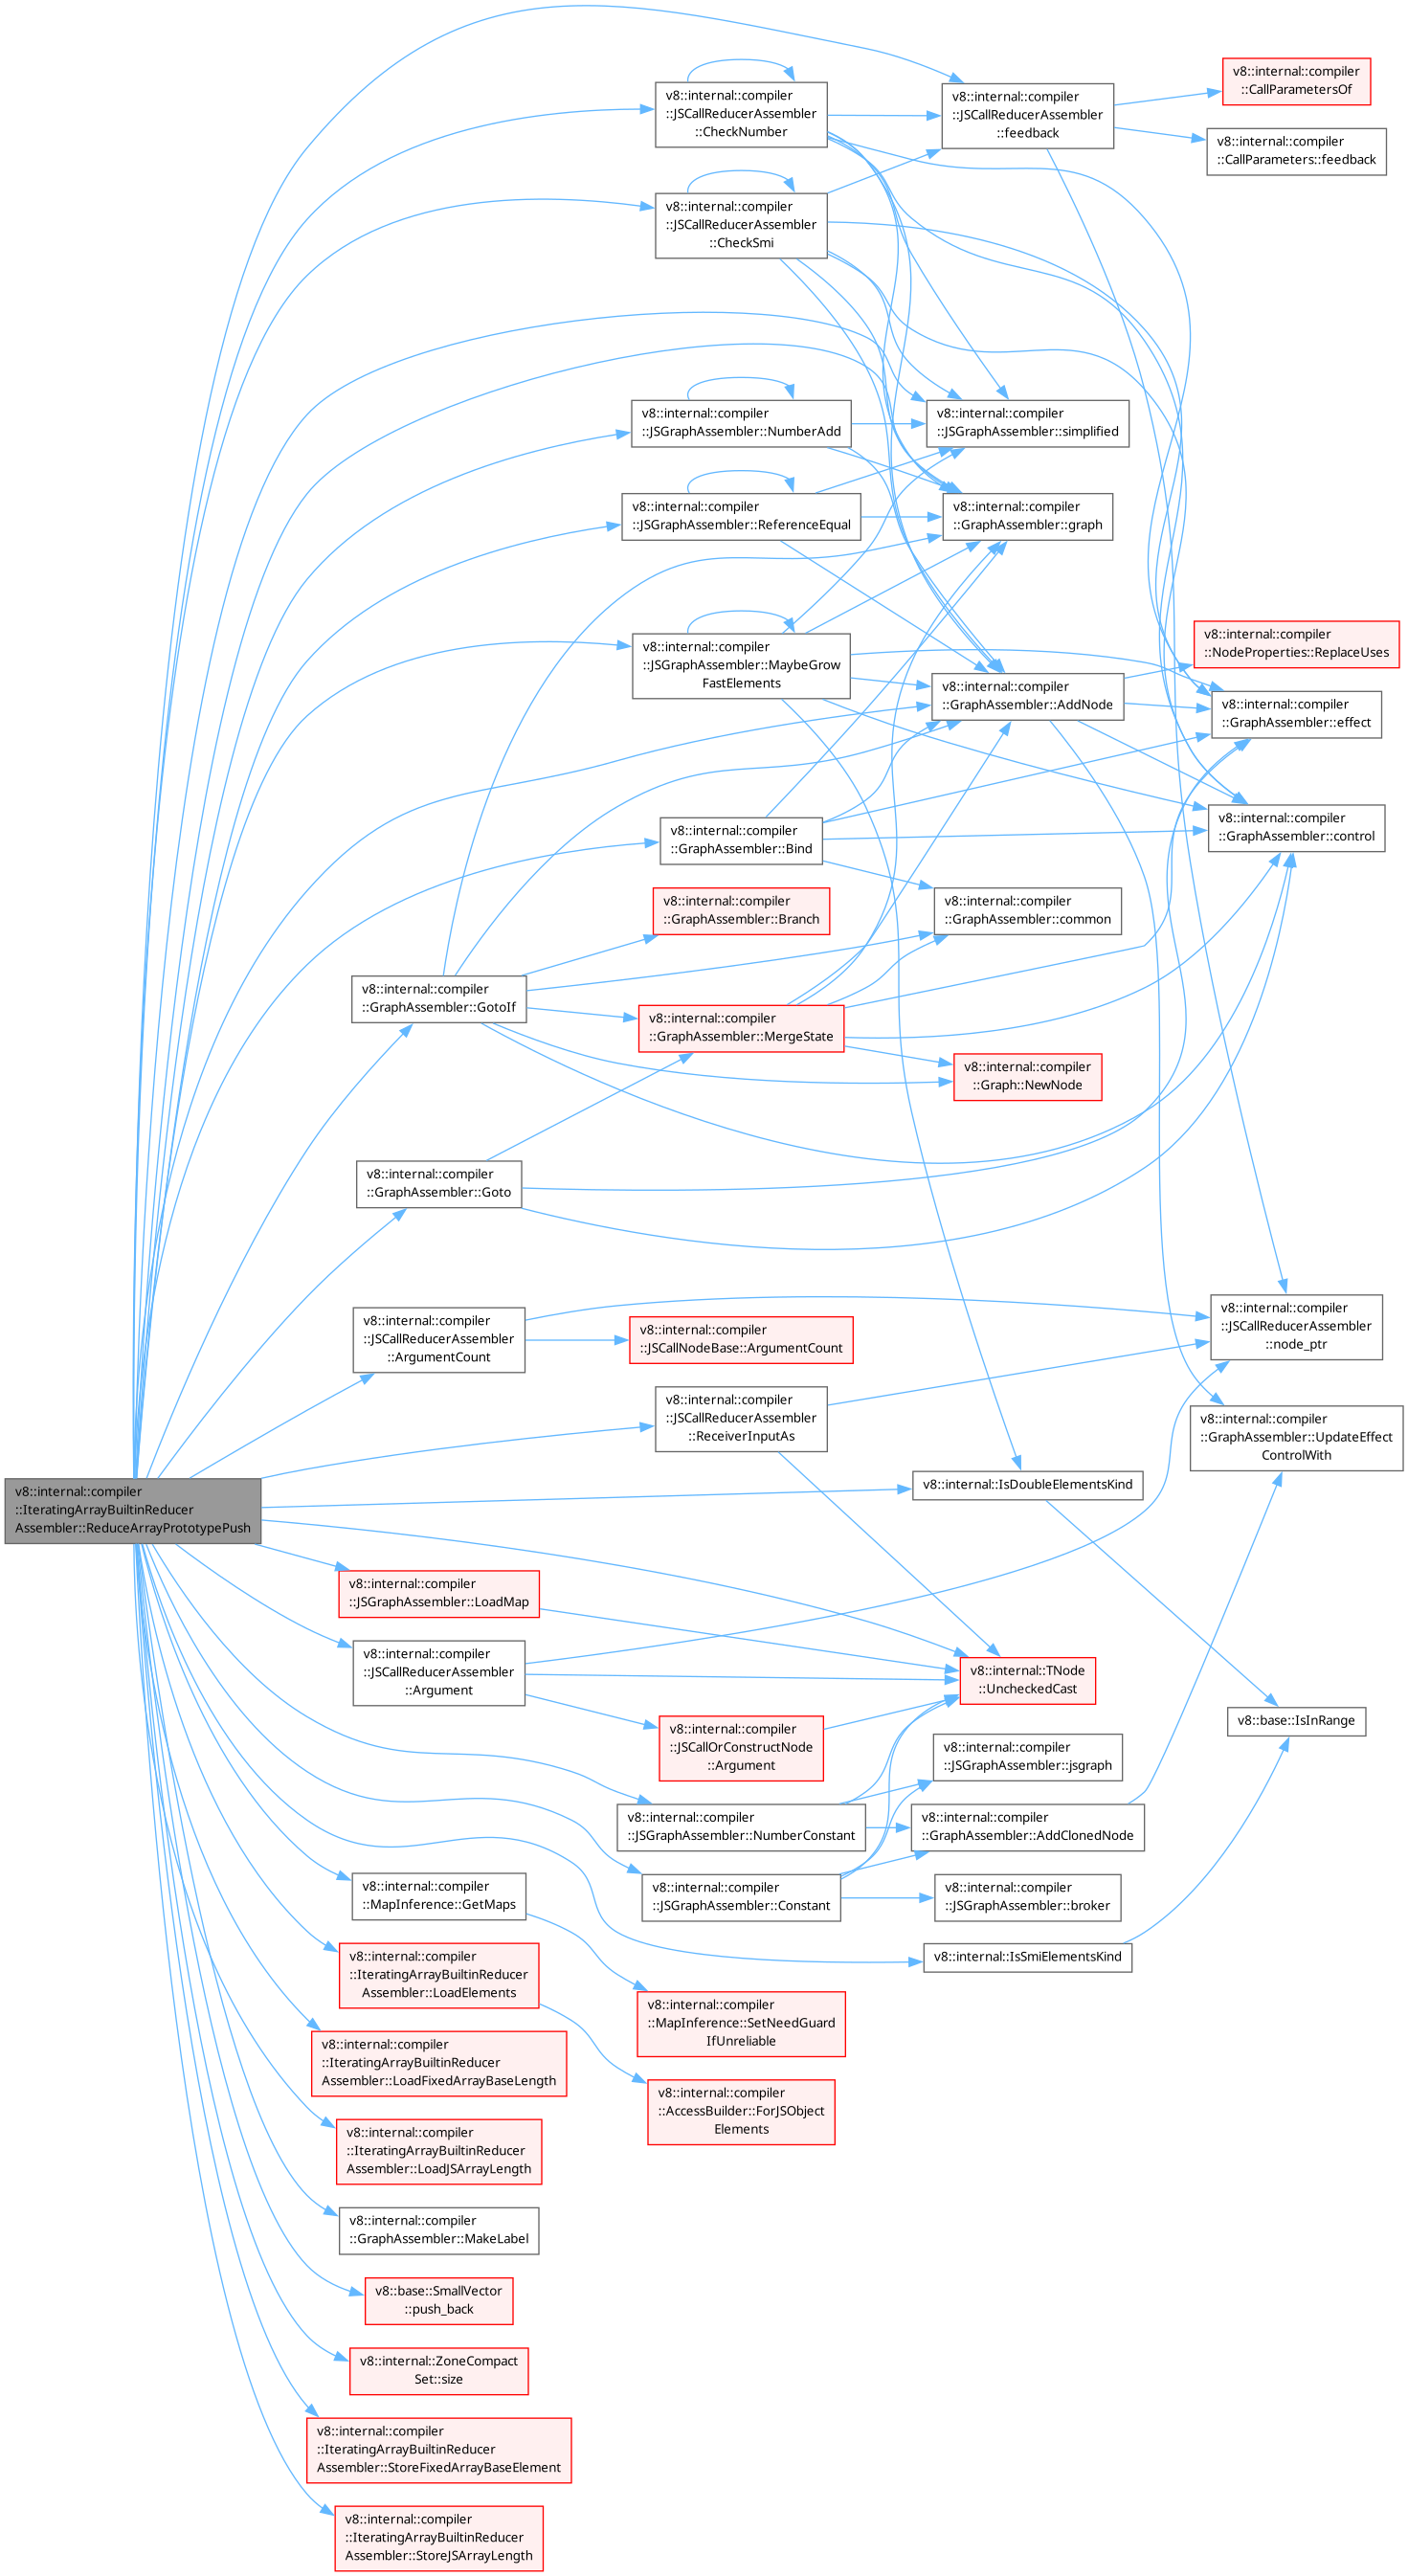 v8::internal::compiler
::IteratingArrayBuiltinReducer
Assembler::ReduceArrayPrototypePush
v8::internal::compiler
::JSCallReducerAssembler
::CheckNumber
v8::internal::compiler
::JSCallReducerAssembler
::feedback
v8::internal::compiler
::CallParametersOf
v8::internal::compiler
::CallParameters::feedback
v8::internal::compiler
::JSCallReducerAssembler
::CheckSmi
v8::internal::compiler
::JSGraphAssembler::NumberAdd
v8::internal::compiler
::JSGraphAssembler::simplified
v8::internal::compiler
::JSGraphAssembler::ReferenceEqual
v8::internal::compiler
::GraphAssembler::graph
v8::internal::compiler
::JSGraphAssembler::MaybeGrow
FastElements
v8::internal::compiler
::GraphAssembler::AddNode
v8::internal::compiler
::NodeProperties::ReplaceUses
v8::internal::compiler
::GraphAssembler::effect
v8::internal::compiler
::GraphAssembler::Bind
v8::internal::compiler
::GraphAssembler::control
v8::internal::compiler
::GraphAssembler::Branch
v8::internal::compiler
::GraphAssembler::common
v8::internal::compiler
::GraphAssembler::GotoIf
v8::internal::compiler
::GraphAssembler::MergeState
v8::internal::compiler
::Graph::NewNode
v8::internal::compiler
::GraphAssembler::Goto
v8::internal::compiler
::JSCallReducerAssembler
::ArgumentCount
v8::internal::compiler
::JSCallNodeBase::ArgumentCount
v8::internal::compiler
::JSCallReducerAssembler
::node_ptr
v8::internal::compiler
::JSCallReducerAssembler
::ReceiverInputAs
v8::internal::compiler
::GraphAssembler::UpdateEffect
ControlWith
v8::internal::IsDoubleElementsKind
v8::internal::compiler
::JSGraphAssembler::LoadMap
v8::internal::compiler
::JSCallReducerAssembler
::Argument
v8::internal::TNode
::UncheckedCast
v8::base::IsInRange
v8::internal::compiler
::JSCallOrConstructNode
::Argument
v8::internal::compiler
::JSGraphAssembler::jsgraph
v8::internal::compiler
::JSGraphAssembler::NumberConstant
v8::internal::compiler
::GraphAssembler::AddClonedNode
v8::internal::compiler
::MapInference::GetMaps
v8::internal::compiler
::JSGraphAssembler::Constant
v8::internal::compiler
::JSGraphAssembler::broker
v8::internal::compiler
::IteratingArrayBuiltinReducer
Assembler::LoadElements
v8::internal::IsSmiElementsKind
v8::internal::compiler
::MapInference::SetNeedGuard
IfUnreliable
v8::internal::compiler
::IteratingArrayBuiltinReducer
Assembler::LoadFixedArrayBaseLength
v8::internal::compiler
::AccessBuilder::ForJSObject
Elements
v8::internal::compiler
::IteratingArrayBuiltinReducer
Assembler::LoadJSArrayLength
v8::internal::compiler
::GraphAssembler::MakeLabel
v8::base::SmallVector
::push_back
v8::internal::ZoneCompact
Set::size
v8::internal::compiler
::IteratingArrayBuiltinReducer
Assembler::StoreFixedArrayBaseElement
v8::internal::compiler
::IteratingArrayBuiltinReducer
Assembler::StoreJSArrayLength